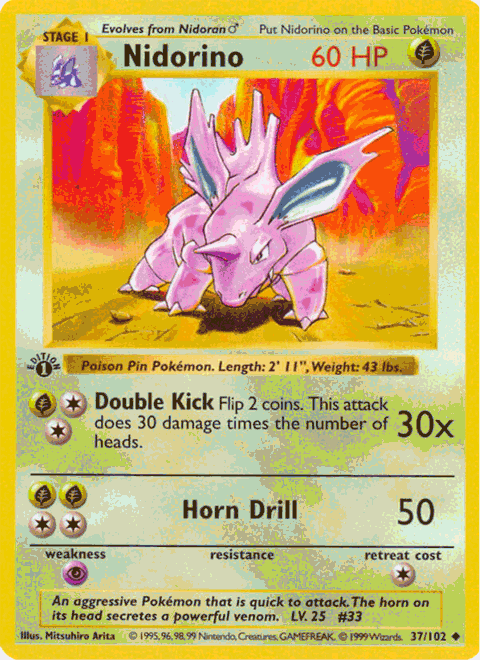 STAGE 1
Evolves from Nidoran♂
Put Nidorino on the Basic Pokémon
Nidorino
60 HP
EDITION
1
Poison Pin Pokémon. Length: 2' 11", Weight: 43 lbs.
Double Kick Flip 2 coins. This attack
does 30 damage times the number of
heads.
30x
Horn Drill
50
weakness
resistance
retreat cost
An aggressive Pokémon that is quick to attack. The horn on
its head secretes a powerful venom. LV. 25 #33
Illus. Mitsuhiro Arita
© 1995, 96, 98, 99 Nintendo, Creatures, GAMEFREAK. © 1999 Wizards.
37/102